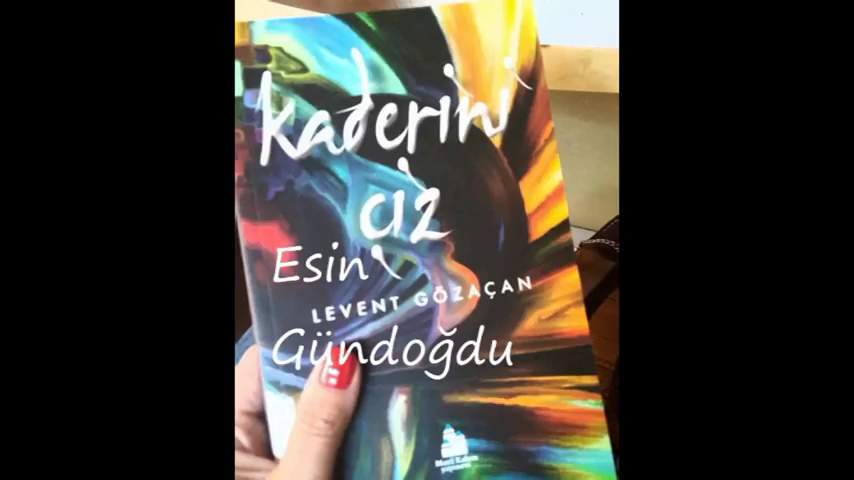 kaderini
çiz
Esin
LEVENT GÖZAÇAN
Gündoğdu